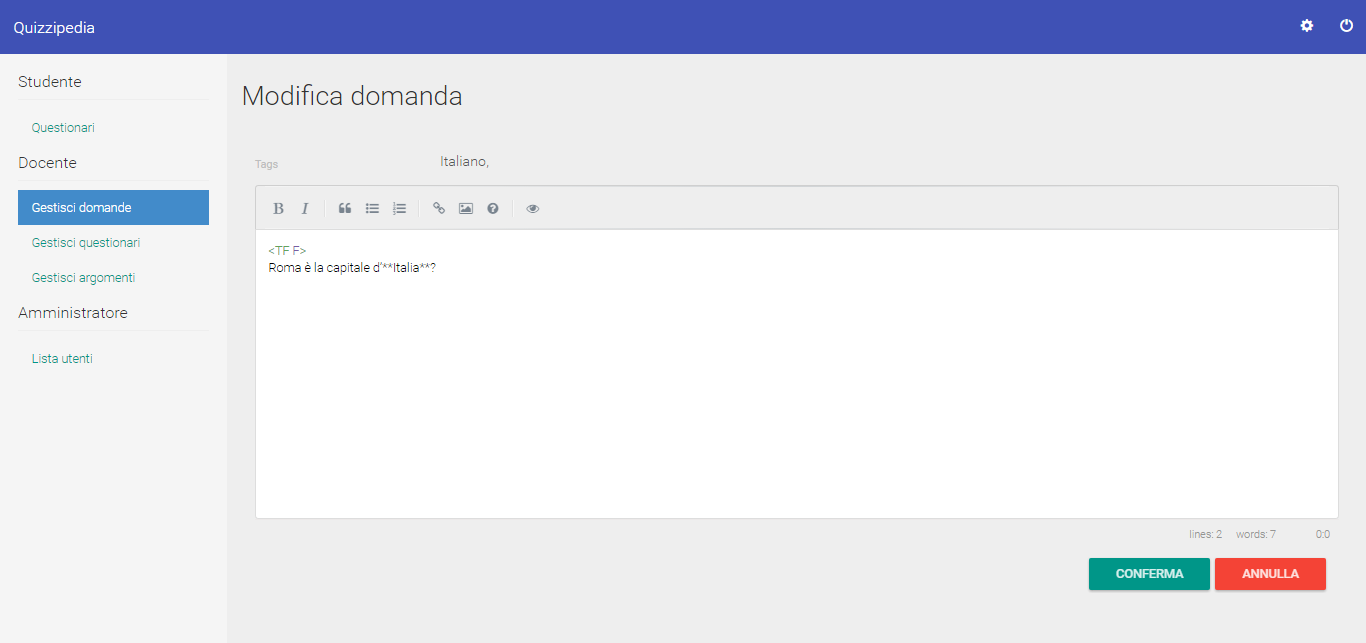 Quizzipedia
Studente
Questionari
Docente
Gestisci domande
Gestisci questionari
Gestisci argomenti
Amministratore
Lista utenti
Modifica domanda
Tags Italiano,
B I
<TF F>
Roma è la capitale d'**Italia**?
lines: 2 words: 7 0:0
CONFERMA ANNULLA